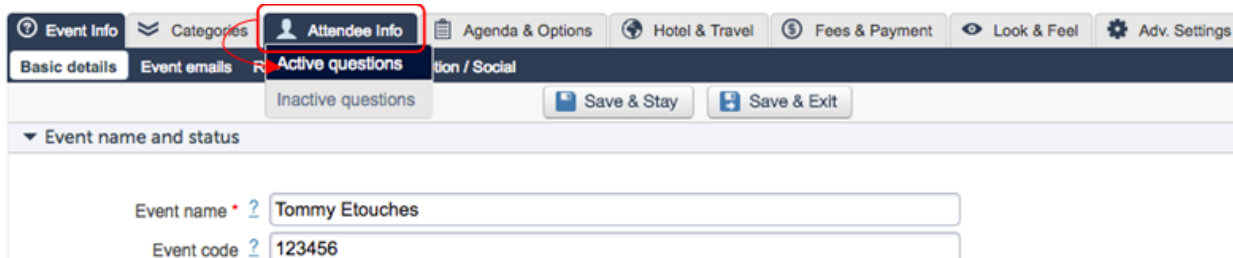 Event Info Categories Attendee Info Agenda & Options Hotel & Travel Fees & Payment Look & Feel Adv. Settings
Basic details Event emails Active questions tion / Social
Inactive questions Save & Stay Save & Exit
Event name and status
Event name * ? Tommy Etouches
Event code ? 123456